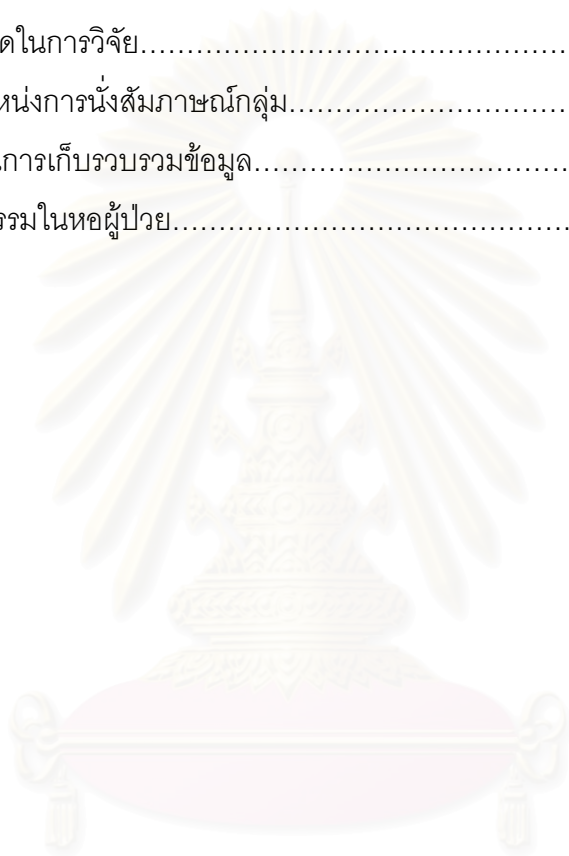 ดในการวิจัย......................................................
หน่งการนั่งสัมภาษณ์กลุ่ม...................................
นการเก็บรวบรวมข้อมูล.......................................
รรมในหอผู้ป่วย..................................................